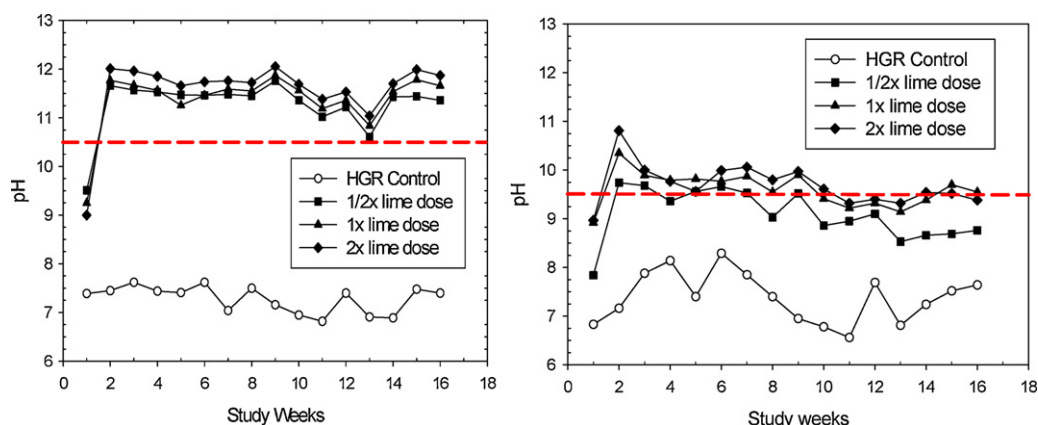 13
12
11
10
9
8
7
6
pH
HGR Control
1/2x lime dose
1x lime dose
2x lime dose
0 2 4 6 8 10 12 14 16 18
Study Weeks
13
12
11
10
9
8
7
6
pH
HGR Control
1/2x lime dose
1x lime dose
2x lime dose
0 2 4 6 8 10 12 14 16 18
Study weeks